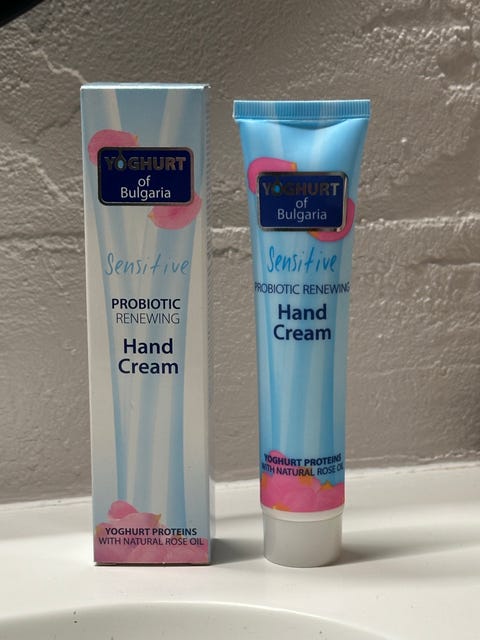 YOGHURT
of
Bulgaria
Sensitive
PROBIOTIC
RENEWING
Hand
Cream
YOGHURT PROTEINS
WITH NATURAL ROSE OIL
YOGHURT
of
Bulgaria
Sensitive
PROBIOTIC RENEWING
Hand
Cream
YOGHURT PROTEINS
WITH NATURAL ROSE OIL